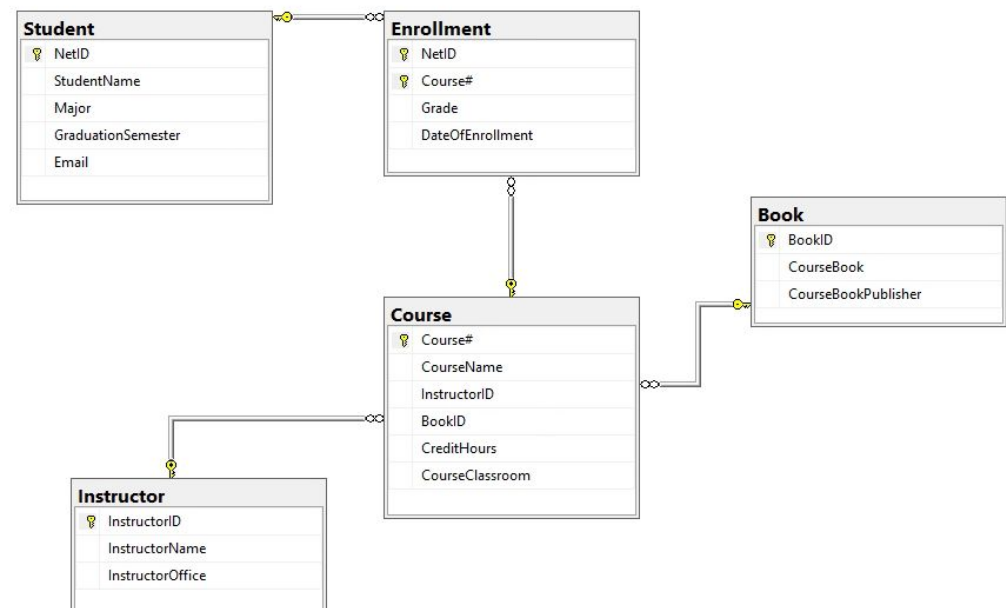 Student
NetID
StudentName
Major
GraduationSemester
Email
Enrollment
NetID
Course#
Grade
DateOfEnrollment
Book
BookID
CourseBook
CourseBookPublisher
Course
Course#
CourseName
InstructorID
BookID
CreditHours
CourseClassroom
Instructor
InstructorID
InstructorName
InstructorOffice